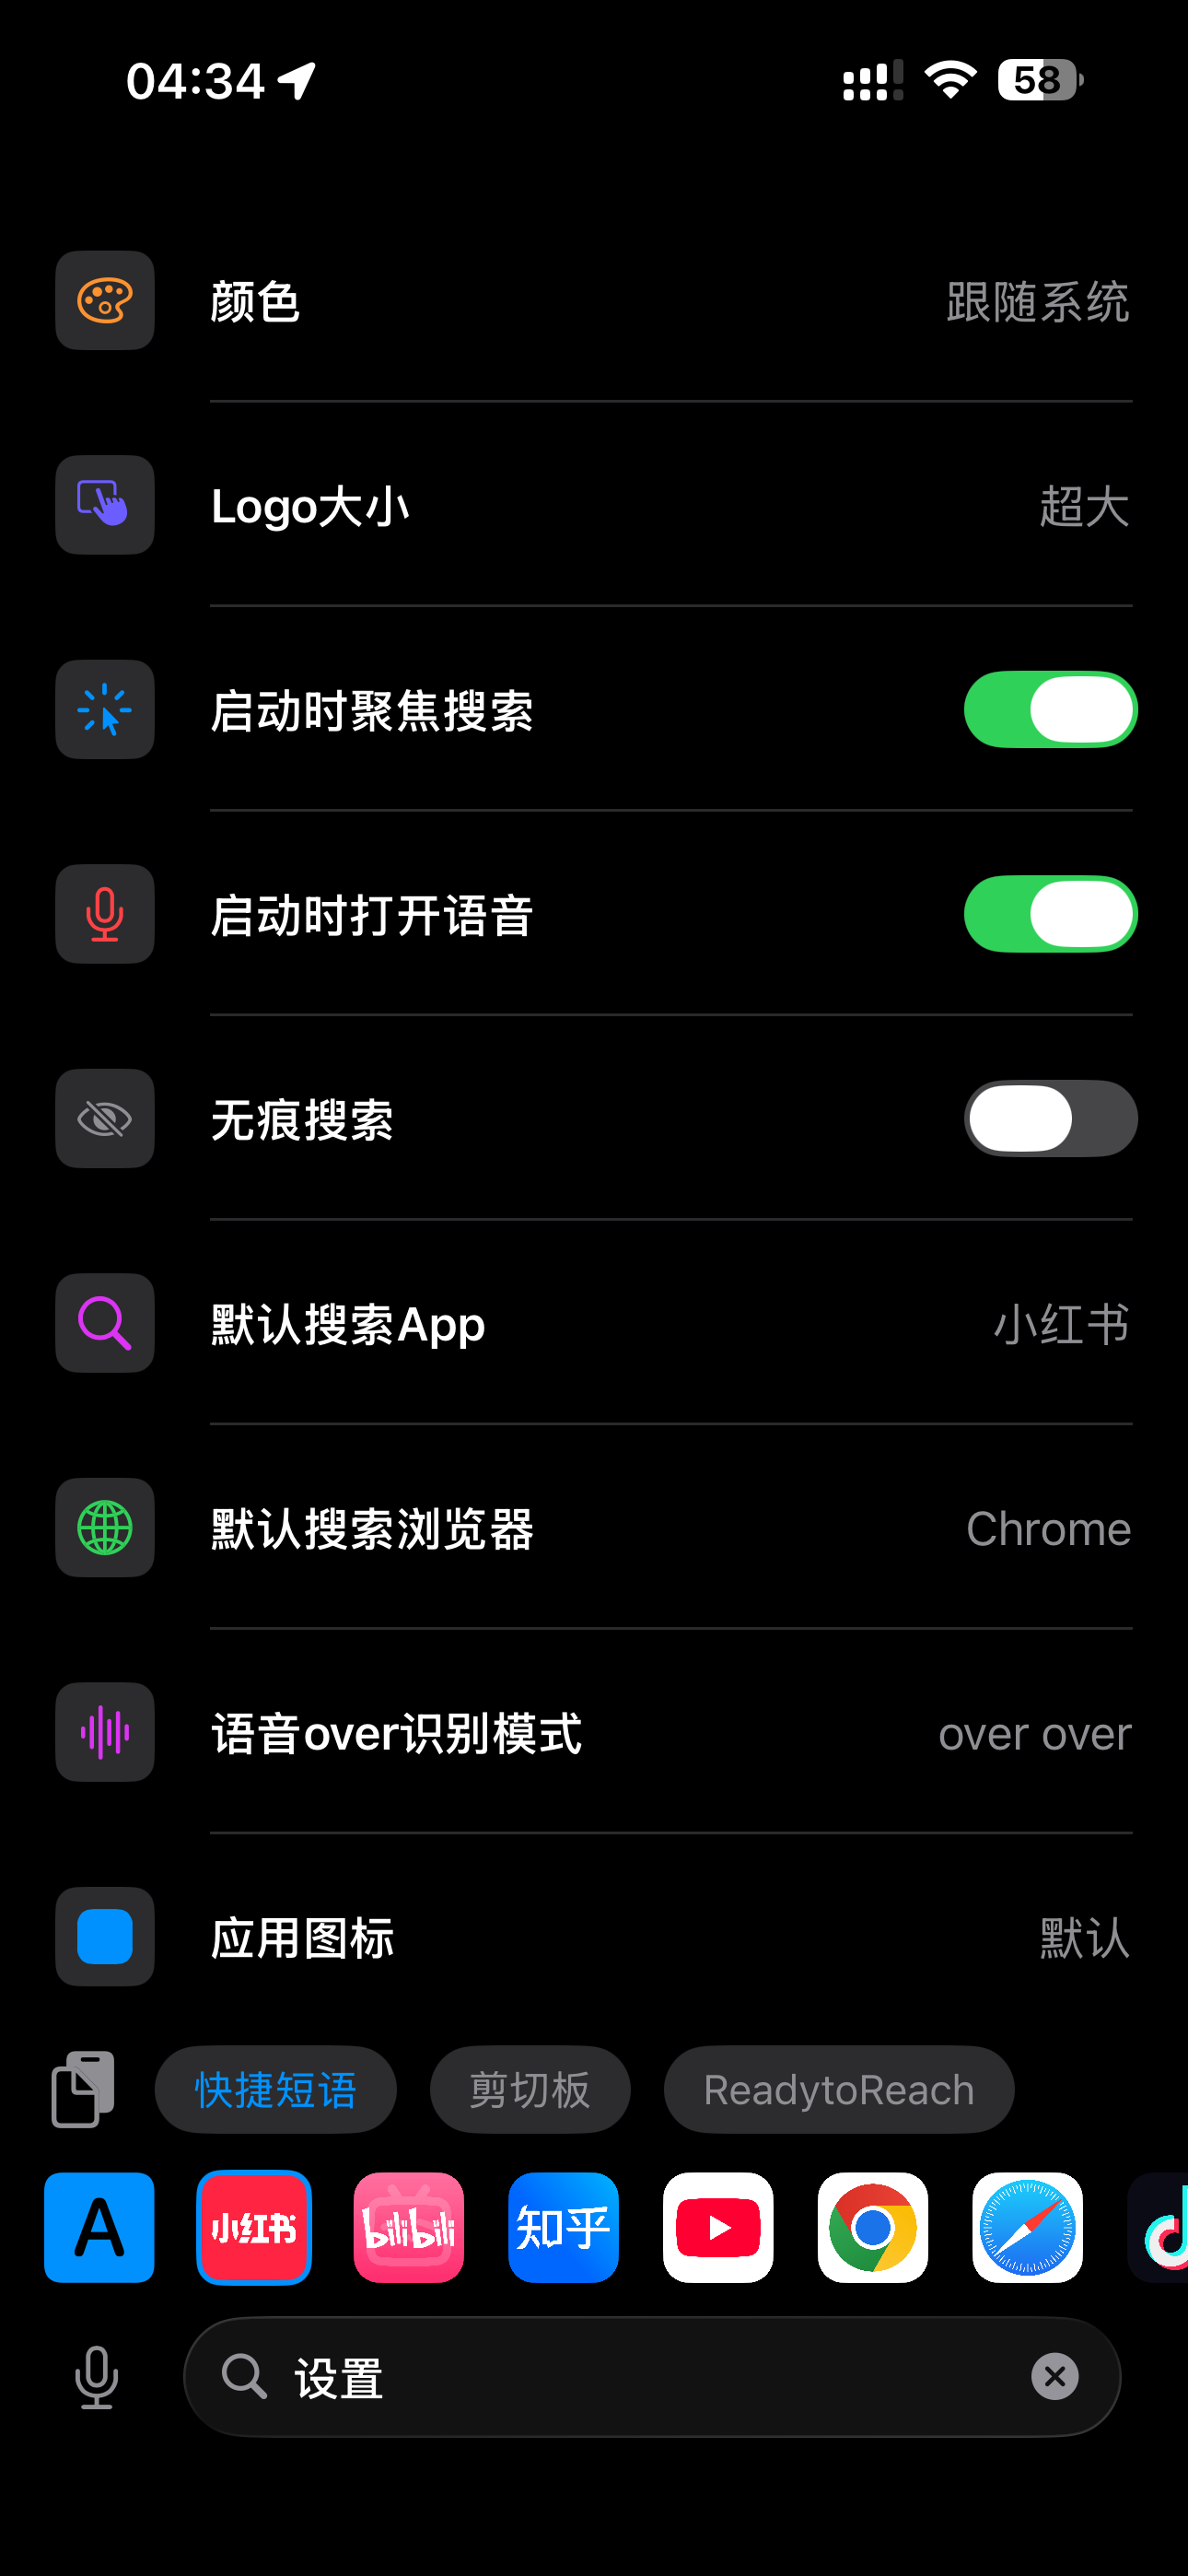 04:34
58
颜色 跟随系统
Logo大小 超大
启动时聚焦搜索
启动时打开语音
无痕搜索
默认搜索App 小红书
默认搜索浏览器 Chrome
语音over识别模式 over over
应用图标 默认
快捷短语 剪切板 ReadytoReach
A 小红书 bilibili 知乎
设置